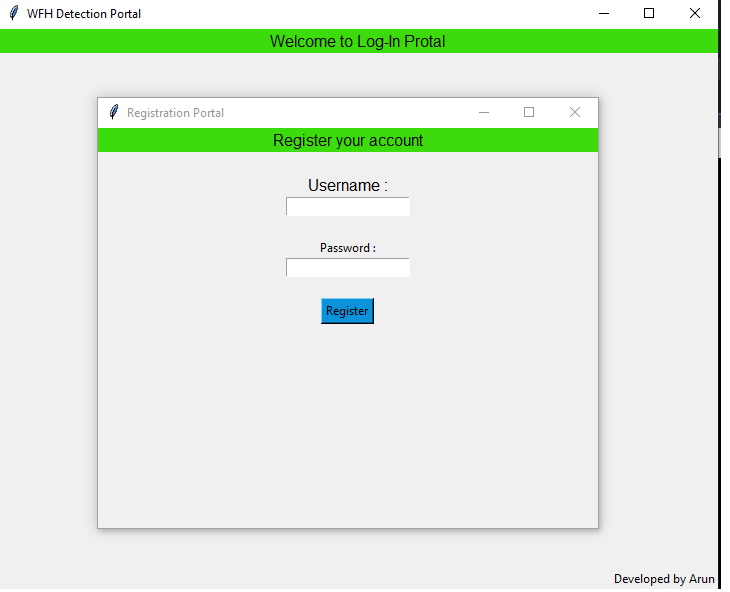 WFH Detection Portal
Welcome to Log-In Protal
Registration Portal
Register your account
Username :
Password :
Register
Developed by Arun